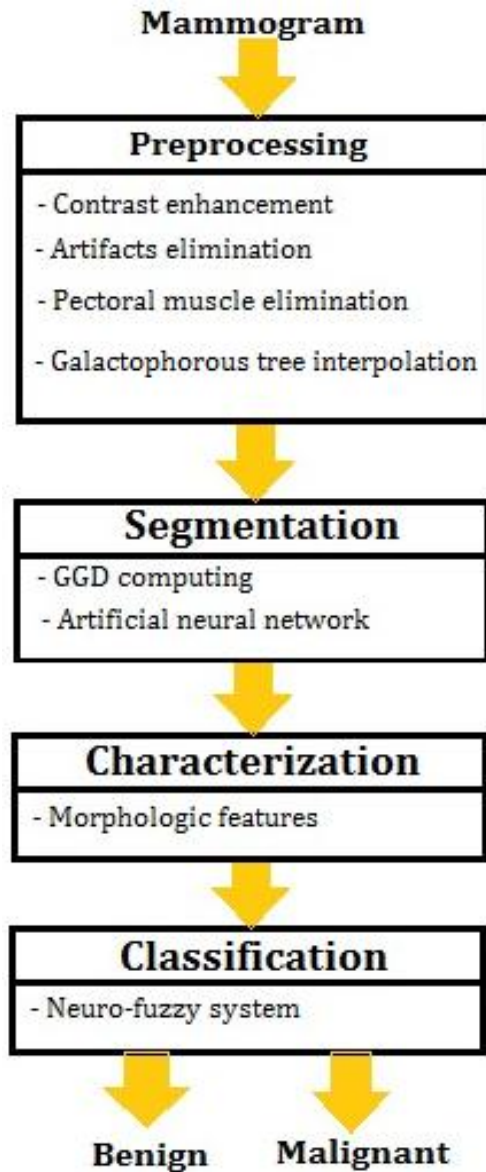 Mammogram
Preprocessing
- Contrast enhancement
- Artifacts elimination
- Pectoral muscle elimination
- Galactophorous tree interpolation
Segmentation
- GGD computing
- Artificial neural network
Characterization
- Morphologic features
Classification
- Neuro-fuzzy system
Benign Malignant